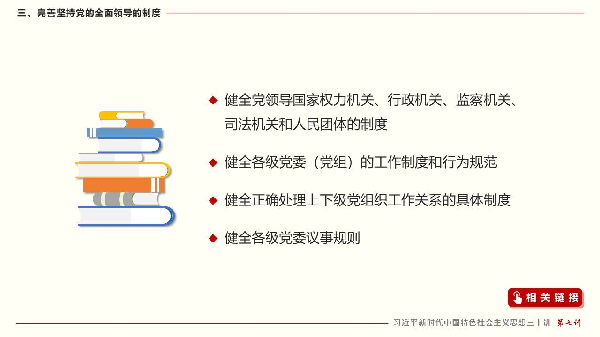 三、完善坚持党的全面领导的制度
健全党领导国家权力机关、行政机关、监察机关、
司法机关和人民团体的制度
健全各级党委（党组）的工作制度和行为规范
健全正确处理上下级党组织工作关系的具体制度
健全各级党委议事规则
相关链接
习近平新时代中国特色社会主义思想三十讲 第七讲